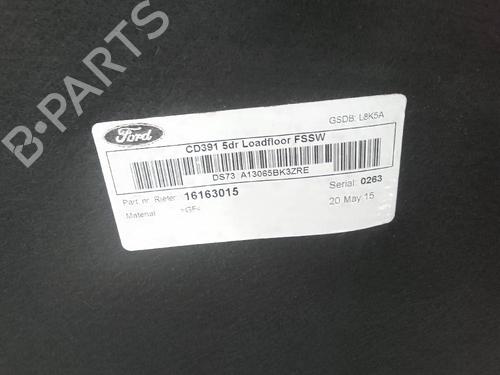 B-PARTS
Ford
CD391 5dr Loadfloor FSSW
GSDB: L8K5A
DS73 A13065BK3ZRE
Part. nr. Rieter: 16163015
Serial: 0263
Material
20 May 15